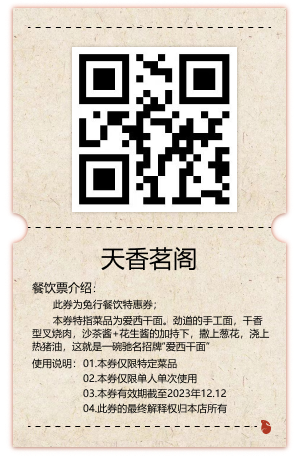 天香茗阁
餐饮票介绍：
此券为免行餐饮特惠券；
本券特指菜品为爱西干面。劲道的手工面，干香
型叉烧肉，沙茶酱+花生酱的加持下，撒上葱花，浇上
热猪油，这就是一碗驰名招牌“爱西干面”
使用说明：01.本券仅限特定菜品
02.本券仅限单人单次使用
03.本券有效期截至2023年12.12
04.此券的最终解释权归本店所有